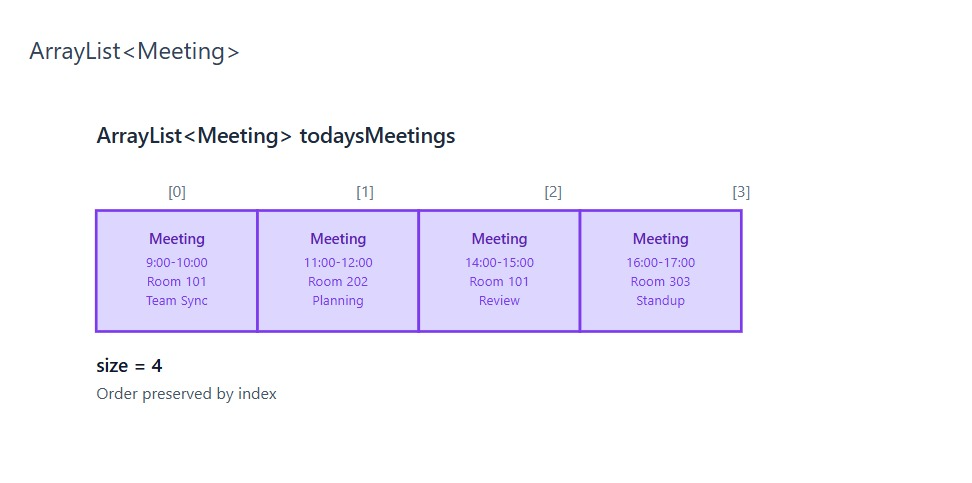 ArrayList<Meeting>
ArrayList<Meeting> todaysMeetings
[0] [1] [2] [3]
Meeting Meeting Meeting Meeting
9:00-10:00 11:00-12:00 14:00-15:00 16:00-17:00
Room 101 Room 202 Room 101 Room 303
Team Sync Planning Review Standup
size = 4
Order preserved by index